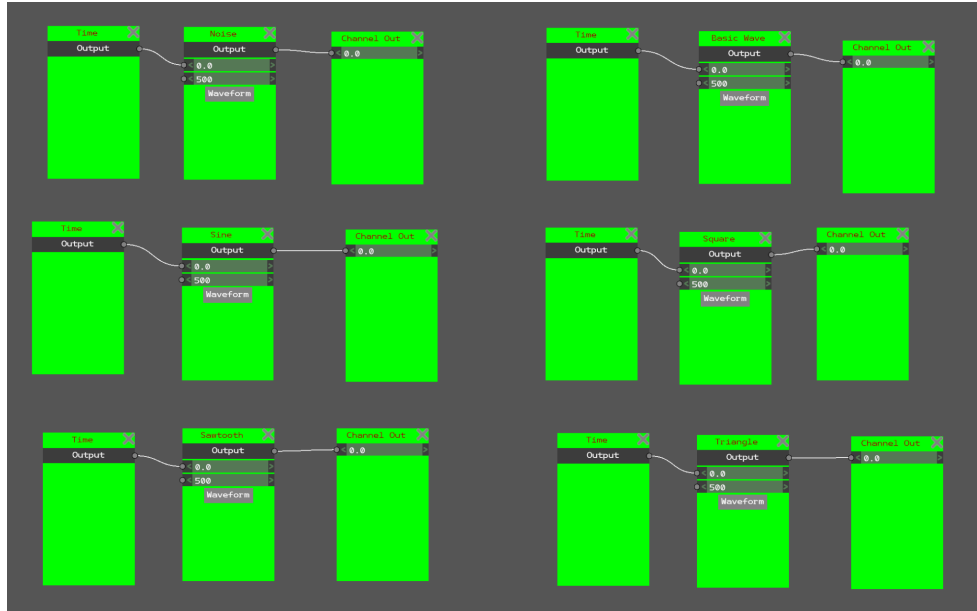 Time
Output
Noise
Output
< 0.0 >
< 500 >
Waveform
Channel Out
< 0.0 >
Time
Output
Basic Wave
Output
< 0.0 >
< 500 >
Waveform
Channel Out
< 0.0 >
Time
Output
Sine
Output
< 0.0 >
< 500 >
Waveform
Channel Out
< 0.0 >
Time
Output
Square
Output
< 0.0 >
< 500 >
Waveform
Channel Out
< 0.0 >
Time
Output
Sawtooth
Output
< 0.0 >
< 500 >
Waveform
Channel Out
< 0.0 >
Time
Output
Triangle
Output
< 0.0 >
< 500 >
Waveform
Channel Out
< 0.0 >